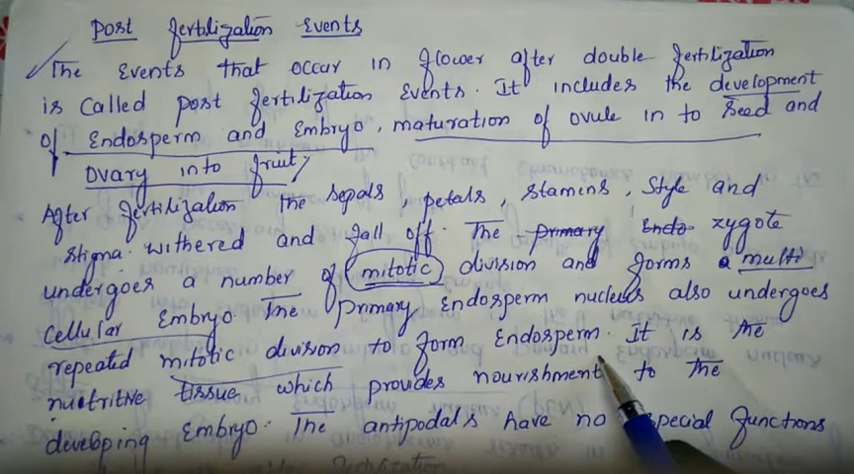 Post fertilization Events
The Events that occur in flower after double fertilization
is called post fertilization Events. It includes the development
of Endosperm and Embryo, maturation of ovule in to seed and
ovary into fruit,
After fertilization the sepals, petals, stamens, style and
stigma withered and fall off. The primary Endo zygote
undergoes a number of mitotic division and forms a multi
cellular Embryo. The primary Endosperm nucleus also undergoes
repeated mitotic division to form Endosperm. It is the
nutritive tissue which provides nourishment to the
developing Embryo. The antipodals have no special functions